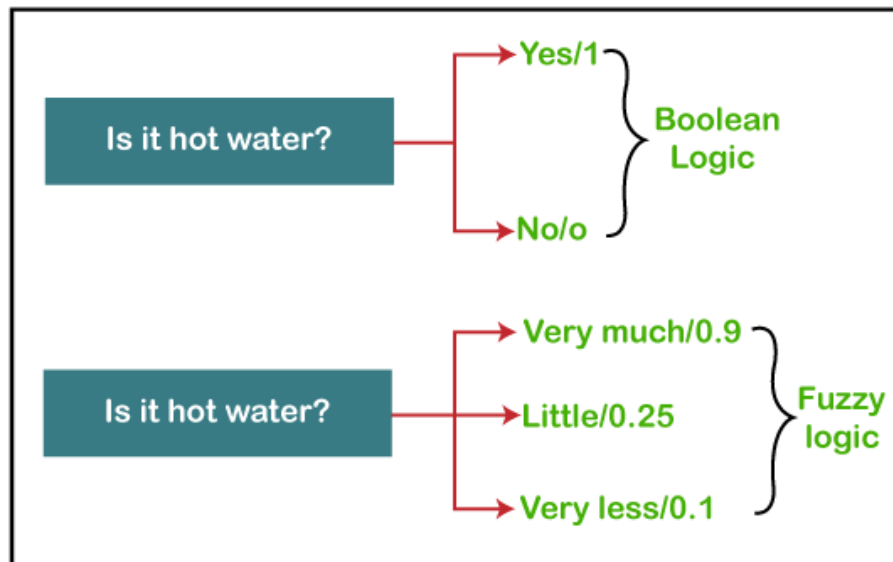 Yes/1
Is it hot water?
Boolean
Logic
No/o
Very much/0.9
Is it hot water?
Little/0.25
Fuzzy
logic
Very less/0.1